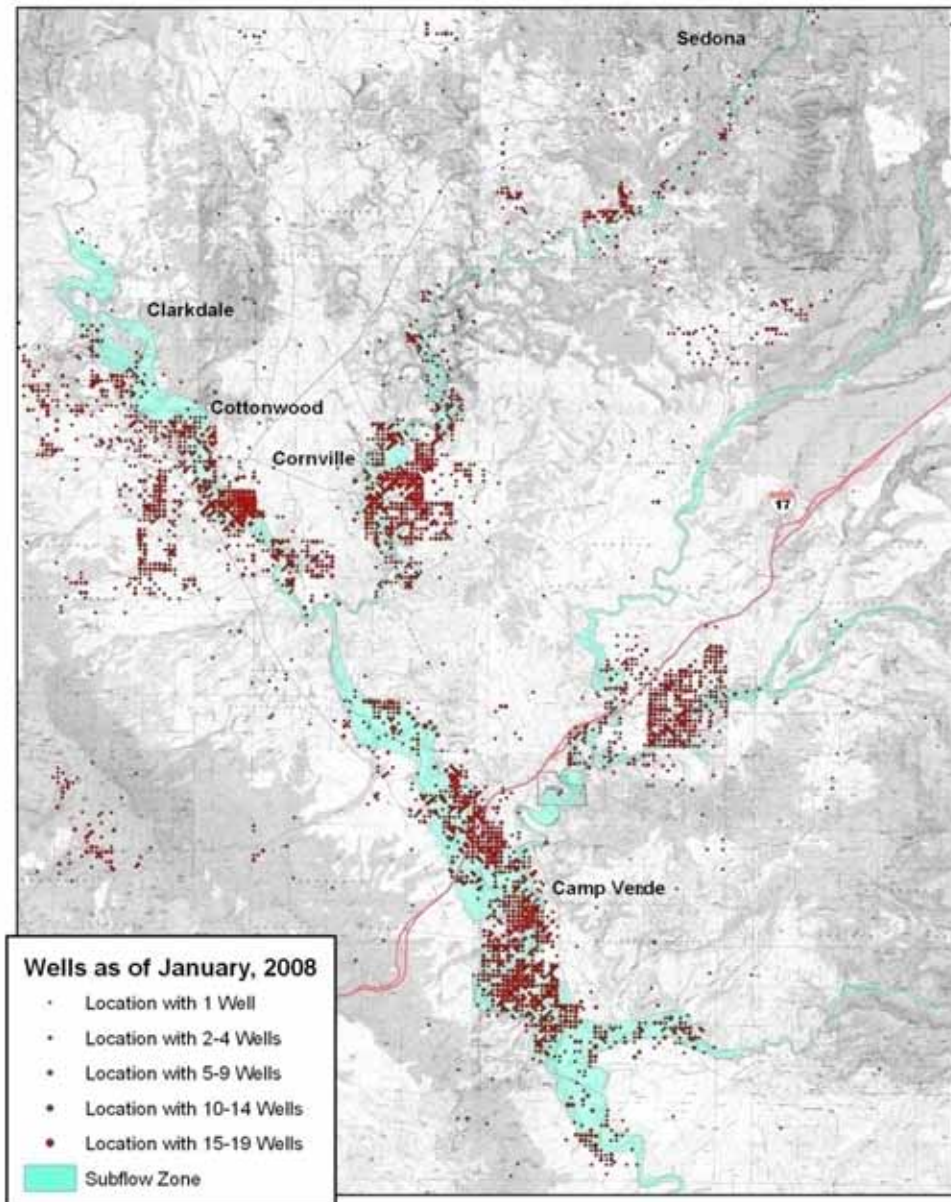 Sedona
Clarkdale
Cottonwood
Cornville
17
Camp Verde
Wells as of January, 2008
Location with 1 Well
Location with 2-4 Wells
Location with 5-9 Wells
Location with 10-14 Wells
Location with 15-19 Wells
Subflow Zone